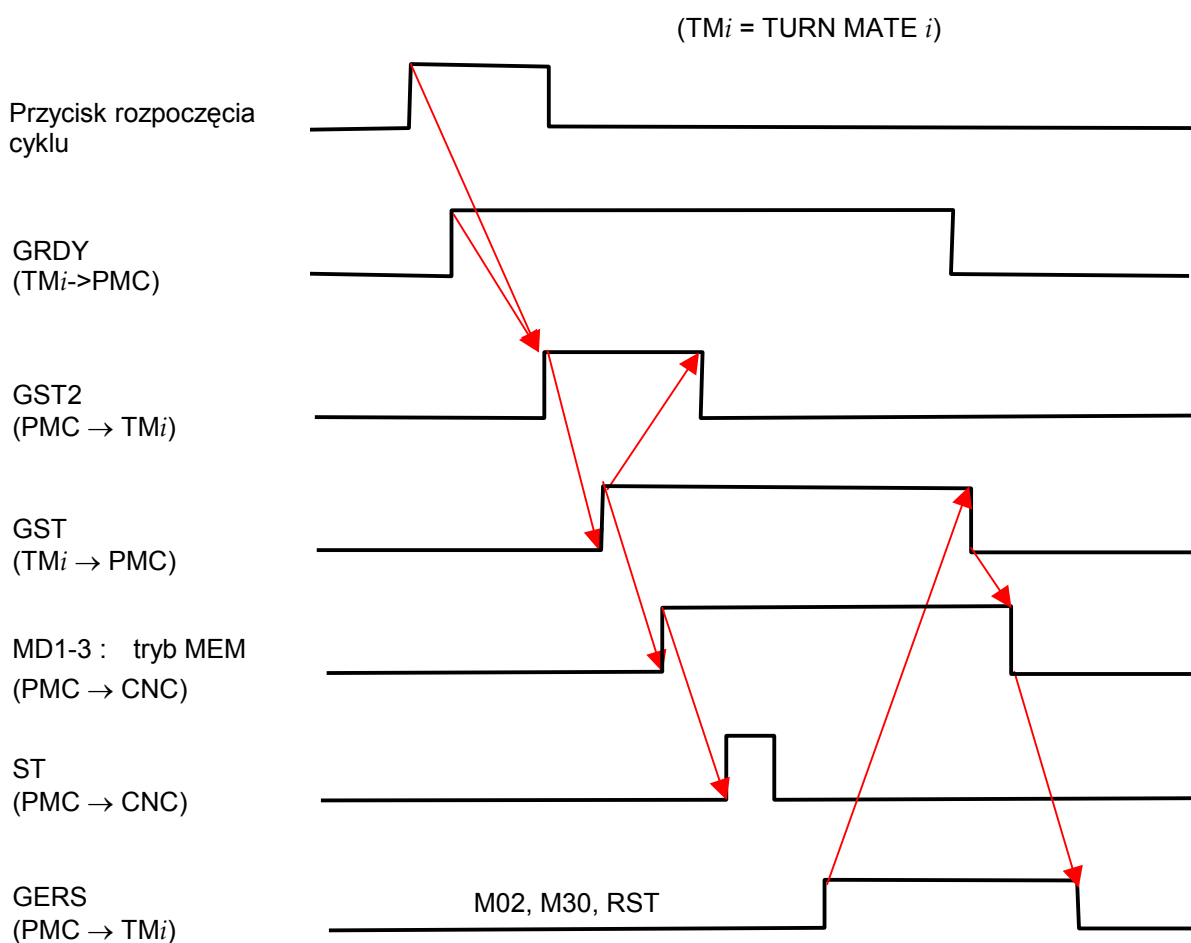 (TMi = TURN MATE i)
Przycisk rozpoczęcia
cyklu
GRDY
(TMi->PMC)
GST2
(PMC → TMi)
GST
(TMi → PMC)
MD1-3 : tryb MEM
(PMC → CNC)
ST
(PMC → CNC)
GERS
(PMC → TMi)
M02, M30, RST